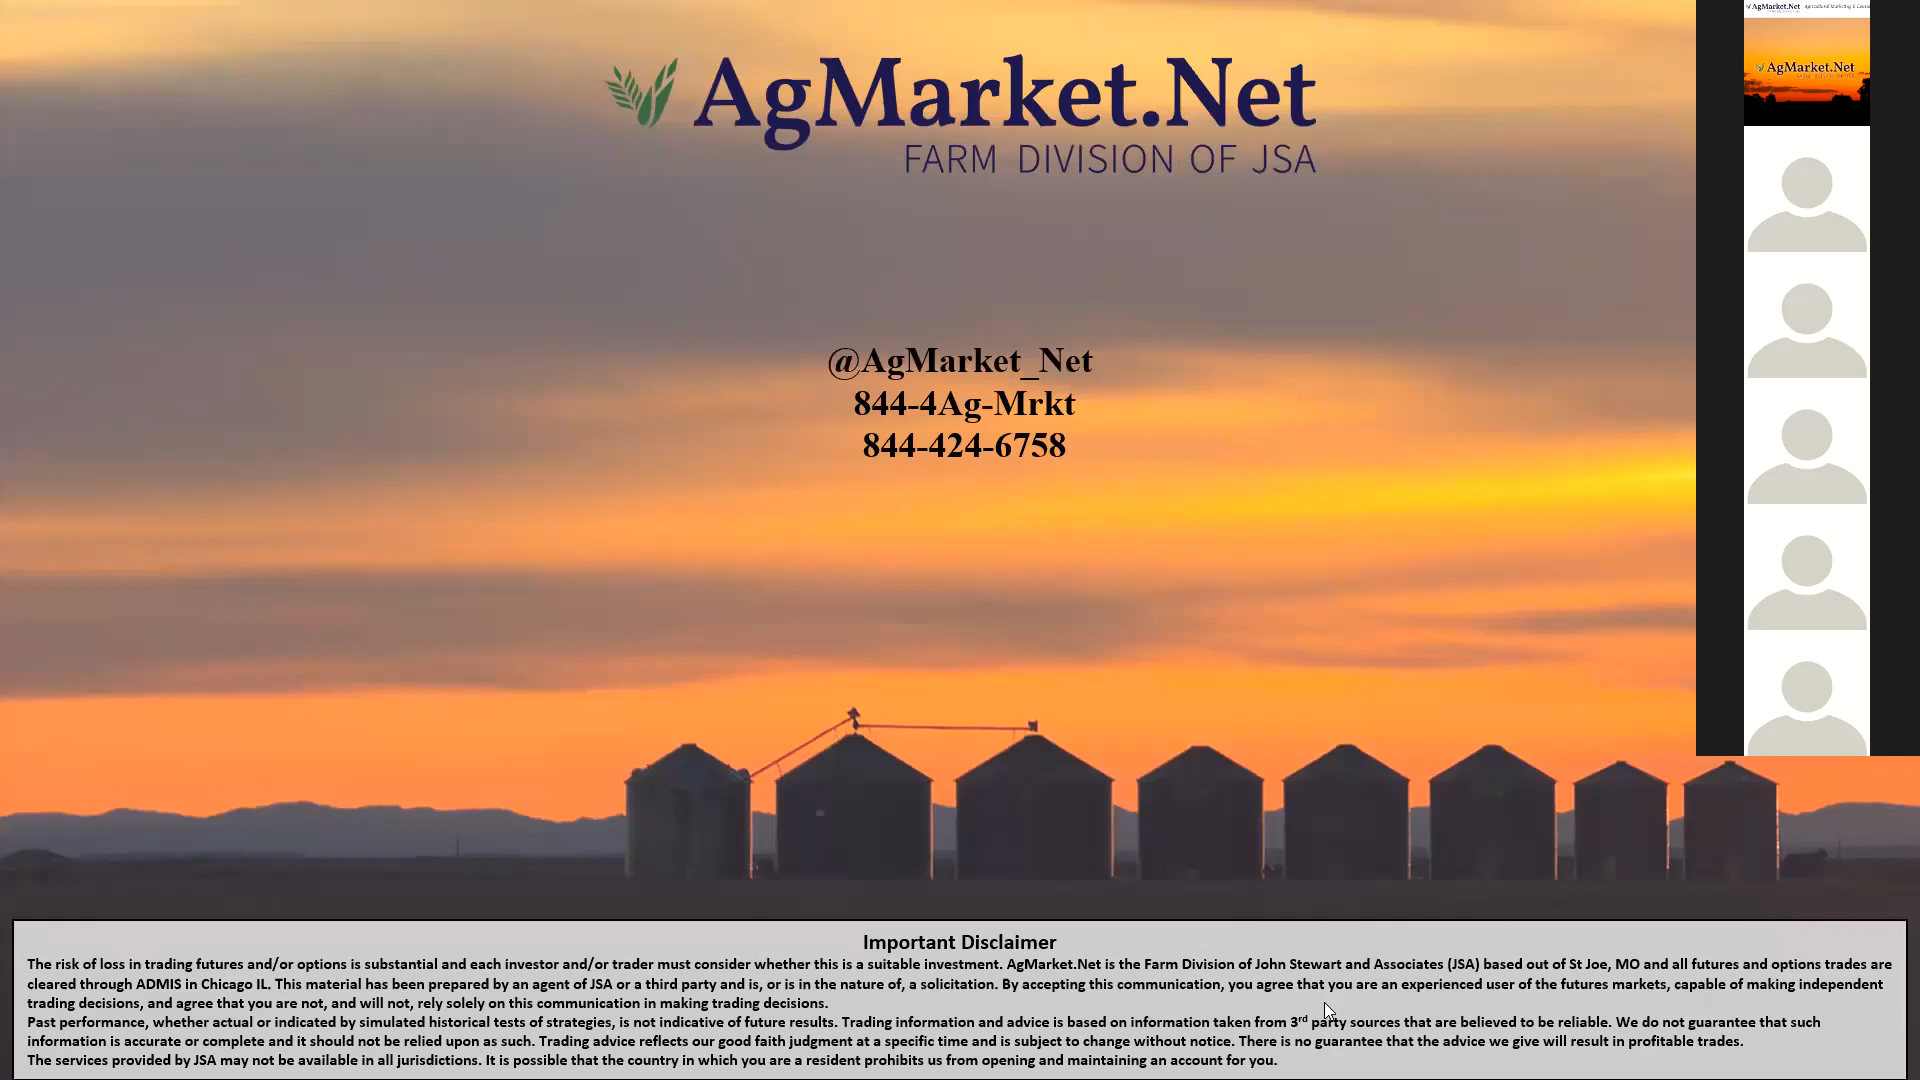 AgMarket.Net
FARM DIVISION OF JSA
@AgMarket_Net
844-4Ag-Mrkt
844-424-6758
AgMarket.Net
AgMarket.Net
Important Disclaimer
The risk of loss in trading futures and/or options is substantial and each investor and/or trader must consider whether this is a suitable investment. AgMarket.Net is the Farm Division of John Stewart and Associates (JSA) based out of St Joe, MO and all futures and options trades are
cleared through ADMIS in Chicago IL. This material has been prepared by an agent of JSA or a third party and is, or is in the nature of, a solicitation. By accepting this communication, you agree that you are an experienced user of the futures markets, capable of making independent
trading decisions, and agree that you are not, and will not, rely solely on this communication in making trading decisions.
Past performance, whether actual or indicated by simulated historical tests of strategies, is not indicative of future results. Trading information and advice is based on information taken from 3rd party sources that are believed to be reliable. We do not guarantee that such
information is accurate or complete and it should not be relied upon as such. Trading advice reflects our good faith judgment at a specific time and is subject to change without notice. There is no guarantee that the advice we give will result in profitable trades.
The services provided by JSA may not be available in all jurisdictions. It is possible that the country in which you are a resident prohibits us from opening and maintaining an account for you.